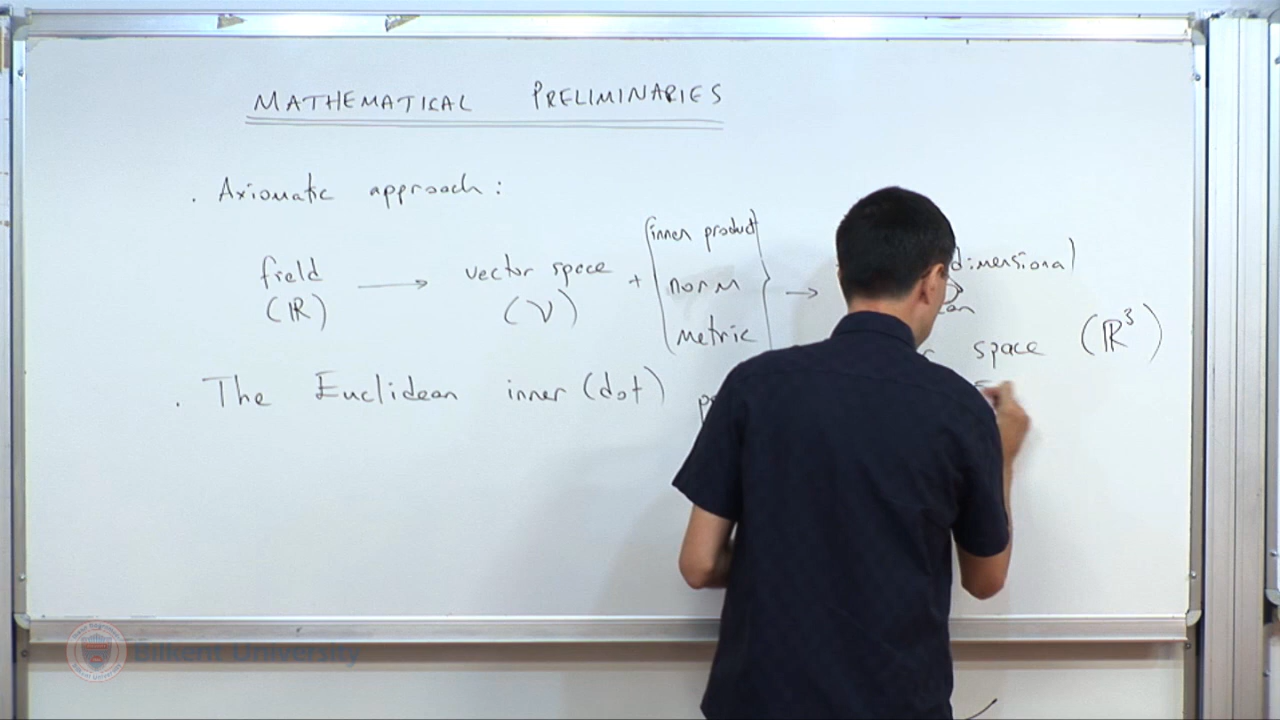 MATHEMATICAL PRELIMINARIES
. Axiomatic approach :
field (ℝ) → vector space (V) + {inner product norm metric} → dimensional
space (ℝ³)
. The Euclidean inner (dot)
Bilkent University